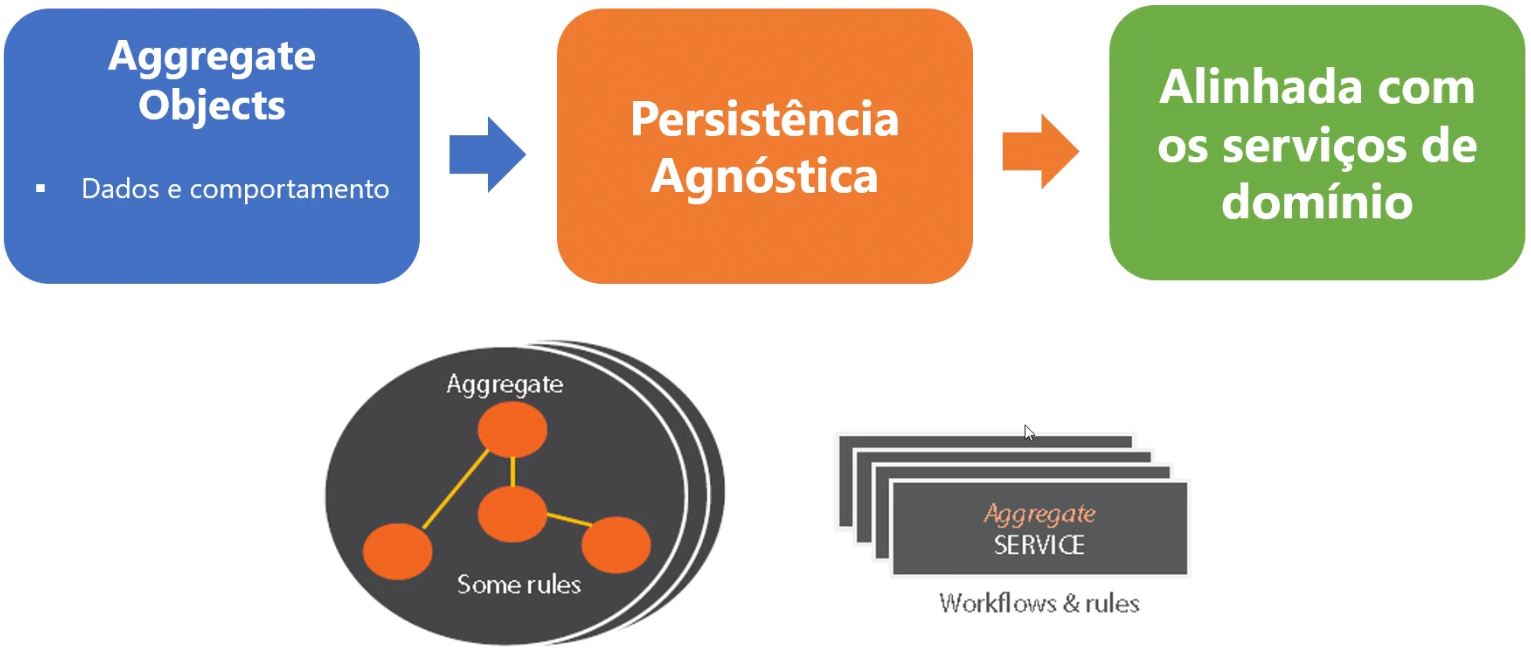 Aggregate
Objects
▪ Dados e comportamento
Persistência
Agnóstica
Alinhada com
os serviços de
domínio
Aggregate
Some rules
Aggregate
SERVICE
Workflows & rules